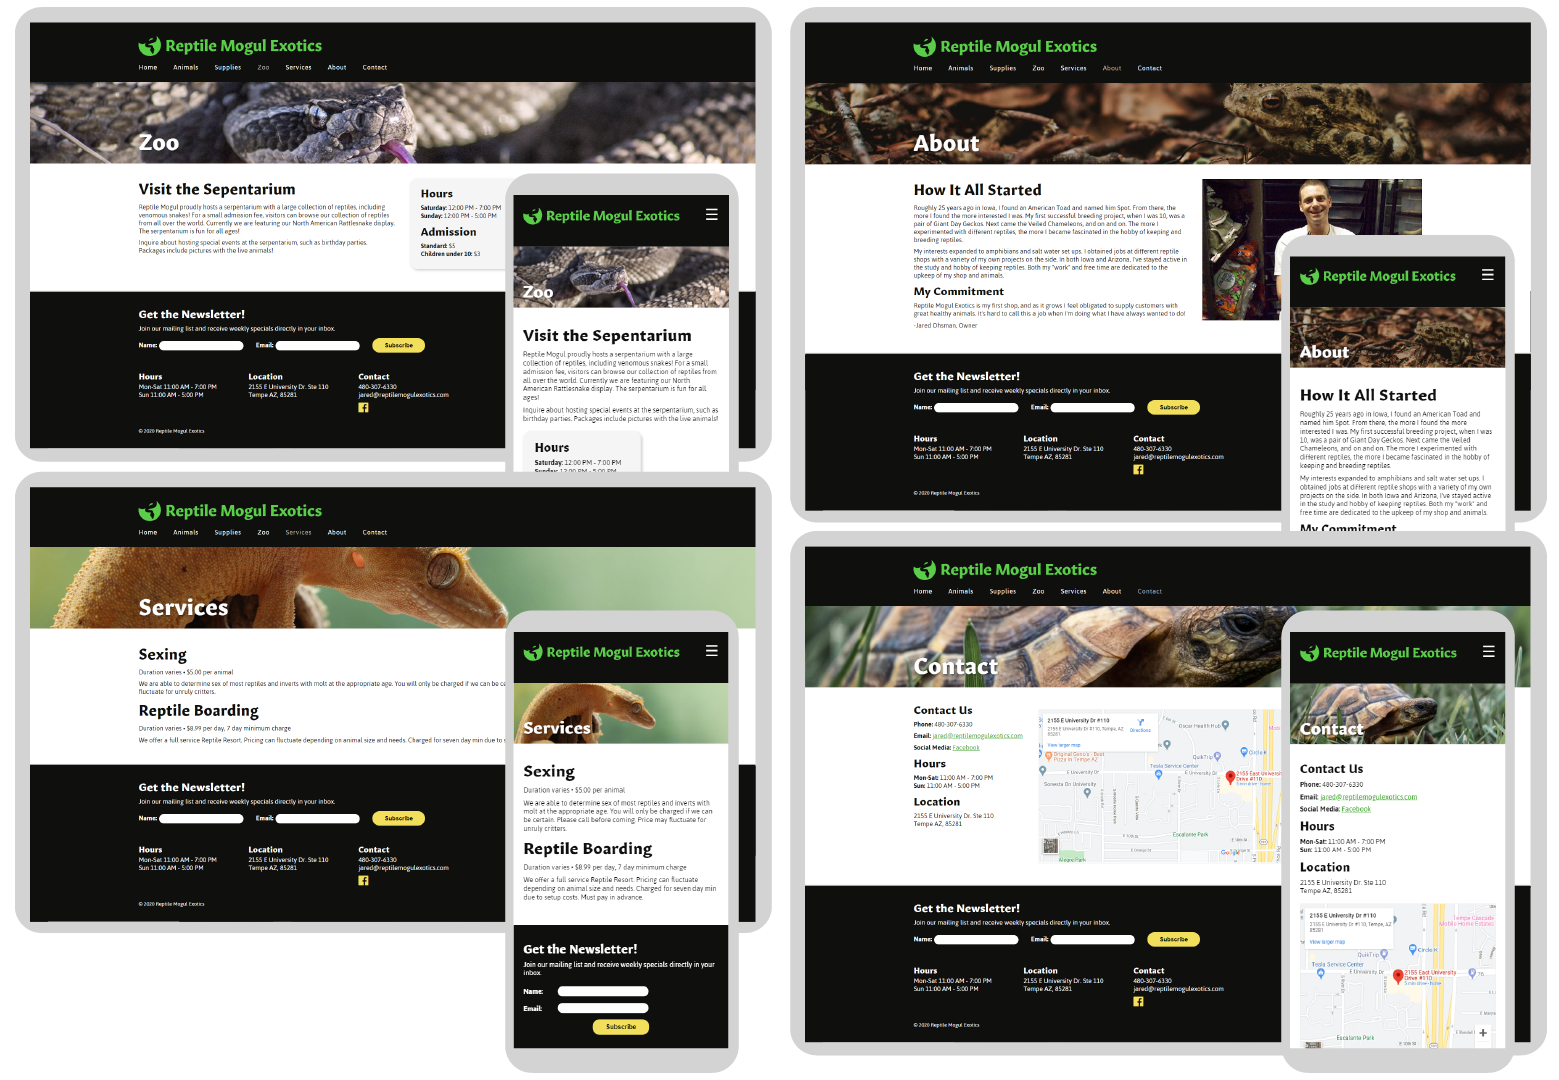 Reptile Mogul Exotics
Home Animals Supplies Zoo Services About Contact
Zoo
Visit the Sepentarium
Reptile Mogul proudly hosts a serpentarium with a large collection of reptiles, including
venomous snakes! For a small admission fee, visitors can browse our collection of reptiles
from all over the world. Currently we are featuring our North American Rattlesnake display.
The serpentarium is fun for all ages!
Inquire about hosting special events at the serpentarium, such as birthday parties.
Packages include pictures with the live animals!
Hours
Saturday: 12:00 PM - 7:00 PM
Sunday: 12:00 PM - 5:00 PM
Admission
Standard: $5
Children under 10: $3
Get the Newsletter!
Join our mailing list and receive weekly specials directly in your inbox.
Name: Email: Subscribe
Hours Location Contact
Mon-Sat 11:00 AM - 7:00 PM 2155 E University Dr. Ste 110 480-307-6330
Sun 11:00 AM - 5:00 PM Tempe AZ, 85281 jared@reptilemogulexotics.com
© 2020 Reptile Mogul Exotics
Reptile Mogul Exotics
Zoo
Visit the Sepentarium
Reptile Mogul proudly hosts a serpentarium with a large
collection of reptiles, including venomous snakes! For a small
admission fee, visitors can browse our collection of reptiles from
all over the world. Currently we are featuring our North
American Rattlesnake display. The serpentarium is fun for all
ages!
Inquire about hosting special events at the serpentarium, such as
birthday parties. Packages include pictures with the live animals!
Hours
Saturday: 12:00 PM - 7:00 PM
Sunday: 12:00 PM - 5:00 PM
Reptile Mogul Exotics
Home Animals Supplies Zoo Services About Contact
About
How It All Started
Roughly 25 years ago in Iowa, I found an American Toad and named him Spot. From there, the
more I found the more interested I was. My first successful breeding project, when I was 10, was a
pair of Giant Day Geckos. Next came the Veiled Chameleons, and on and on. The more I
experimented with different reptiles, the more I became fascinated in the hobby of keeping and
breeding reptiles.
My interests expanded to amphibians and salt water set ups. I obtained jobs at different reptile
shops with a variety of my own projects on the side. In both Iowa and Arizona, I've stayed active in
the study and hobby of keeping reptiles. Both my "work" and free time are dedicated to the
upkeep of my shop and animals.
My Commitment
Reptile Mogul Exotics is my first shop, and as it grows I feel obligated to supply customers with
great healthy animals. It's hard to call this a job when I'm doing what I have always wanted to do!
-Jared Ohsman, Owner
Get the Newsletter!
Join our mailing list and receive weekly specials directly in your inbox.
Name: Email: Subscribe
Hours Location Contact
Mon-Sat 11:00 AM - 7:00 PM 2155 E University Dr. Ste 110 480-307-6330
Sun 11:00 AM - 5:00 PM Tempe AZ, 85281 jared@reptilemogulexotics.com
© 2020 Reptile Mogul Exotics
Reptile Mogul Exotics
About
How It All Started
Roughly 25 years ago in Iowa, I found an American Toad and
named him Spot. From there, the more I found the more
interested I was. My first successful breeding project, when I was
10, was a pair of Giant Day Geckos. Next came the Veiled
Chameleons, and on and on. The more I experimented with
different reptiles, the more I became fascinated in the hobby of
keeping and breeding reptiles.
My interests expanded to amphibians and salt water set ups. I
obtained jobs at different reptile shops with a variety of my own
projects on the side. In both Iowa and Arizona, I've stayed active
in the study and hobby of keeping reptiles. Both my "work" and
free time are dedicated to the upkeep of my shop and animals.
My Commitment
Reptile Mogul Exotics
Home Animals Supplies Zoo Services About Contact
Services
Sexing
Duration varies • $5.00 per animal
We are able to determine sex of most reptiles and inverts with molt at the appropriate age. You will only be charged if we can be ce
fluctuate for unruly critters.
Reptile Boarding
Duration varies • $8.99 per day, 7 day minimum charge
We offer a full service Reptile Resort. Pricing can fluctuate depending on animal size and needs. Charged for seven day min due to s
Get the Newsletter!
Join our mailing list and receive weekly specials directly in your inbox.
Name: Email: Subscribe
Hours Location Contact
Mon-Sat 11:00 AM - 7:00 PM 2155 E University Dr. Ste 110 480-307-6330
Sun 11:00 AM - 5:00 PM Tempe AZ, 85281 jared@reptilemogulexotics.com
© 2020 Reptile Mogul Exotics
Reptile Mogul Exotics
Services
Sexing
Duration varies • $5.00 per animal
We are able to determine sex of most reptiles and inverts with
molt at the appropriate age. You will only be charged if we can
be certain. Please call before coming. Price may fluctuate for
unruly critters.
Reptile Boarding
Duration varies • $8.99 per day, 7 day minimum charge
We offer a full service Reptile Resort. Pricing can fluctuate
depending on animal size and needs. Charged for seven day min
due to setup costs. Must pay in advance.
Get the Newsletter!
Join our mailing list and receive weekly specials directly in your
inbox.
Name:
Email:
Subscribe
Reptile Mogul Exotics
Home Animals Supplies Zoo Services About Contact
Contact
Contact Us
Phone: 480-307-6330
Email: jared@reptilemogulexotics.com
Social Media: Facebook
Hours
Mon-Sat: 11:00 AM - 7:00 PM
Sun: 11:00 AM - 5:00 PM
Location
2155 E University Dr. Ste 110
Tempe AZ, 85281
2155 E University Dr #110
2155 E University Dr #110, Tempe, AZ
85281
Directions
View larger map
Oscar Health Hub
QuikTrip
Circle K
Tesla Service Center
E University Dr
Sonesta
2155 East Universi
Drive #110
Escalante Park
Alegre Park
Google
Get the Newsletter!
Join our mailing list and receive weekly specials directly in your inbox.
Name: Email: Subscribe
Hours Location Contact
Mon-Sat 11:00 AM - 7:00 PM 2155 E University Dr. Ste 110 480-307-6330
Sun 11:00 AM - 5:00 PM Tempe AZ, 85281 jared@reptilemogulexotics.com
© 2020 Reptile Mogul Exotics
Reptile Mogul Exotics
Contact
Contact Us
Phone: 480-307-6330
Email: jared@reptilemogulexotics.com
Social Media: Facebook
Hours
Mon-Sat: 11:00 AM - 7:00 PM
Sun: 11:00 AM - 5:00 PM
Location
2155 E University Dr. Ste 110
Tempe AZ, 85281
2155 E University Dr #110
2155 E University Dr #110, Tempe, AZ
85281
View larger map
Tempe Cascade
Mobile Home Estates
Circle K
QuikTrip
Tesla Service Center
E University Dr
2155 East University
Drive #110
Escalante Park